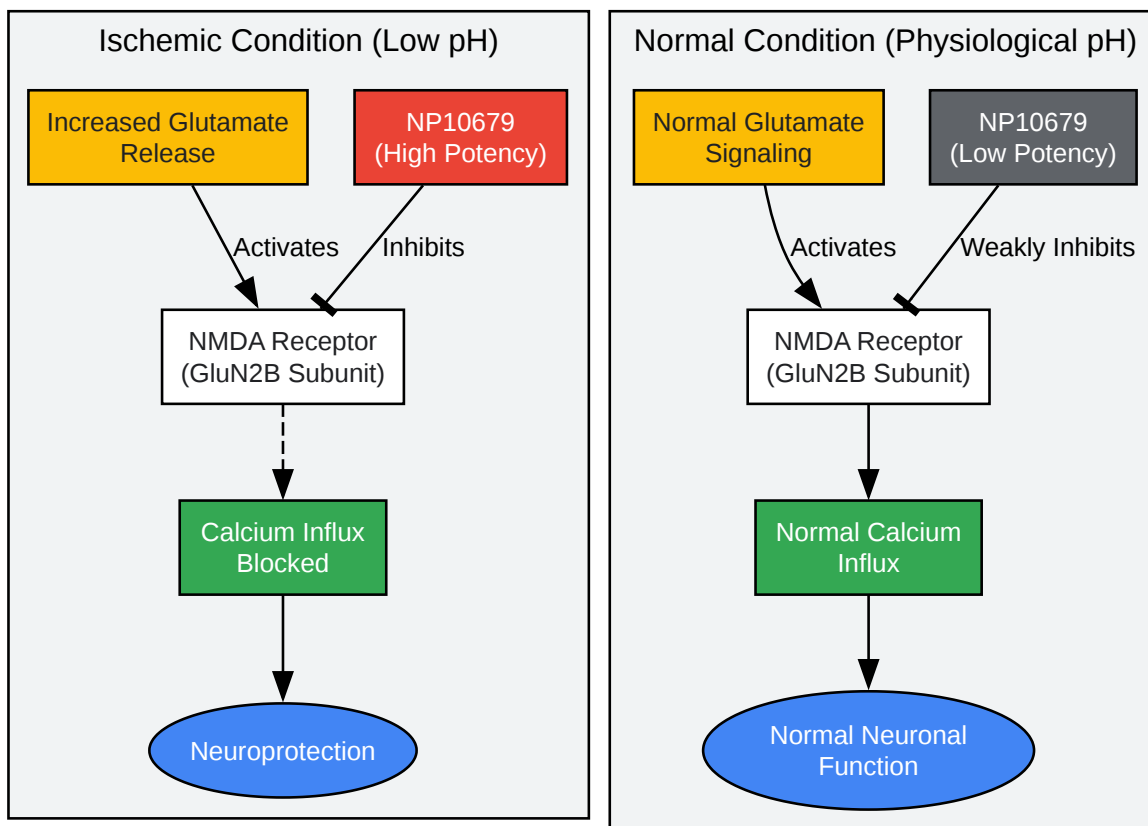 Ischemic Condition (Low pH)
Increased Glutamate
Release
NP10679
(High Potency)
Activates
Inhibits
NMDA Receptor
(GluN2B Subunit)
Calcium Influx
Blocked
Neuroprotection
Normal Condition (Physiological pH)
Normal Glutamate
Signaling
NP10679
(Low Potency)
Activates
Weakly Inhibits
NMDA Receptor
(GluN2B Subunit)
Normal Calcium
Influx
Normal Neuronal
Function